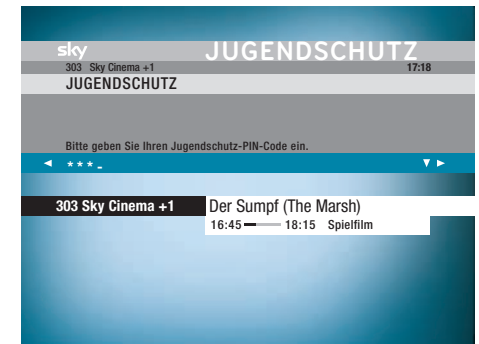 sky JUGENDSCHUTZ
303 Sky Cinema +1 17:18
JUGENDSCHUTZ
Bitte geben Sie Ihren Jugendschutz-PIN-Code ein.
◄ * * * _ ▼ ►
303 Sky Cinema +1 Der Sumpf (The Marsh)
16:45 18:15 Spielfilm